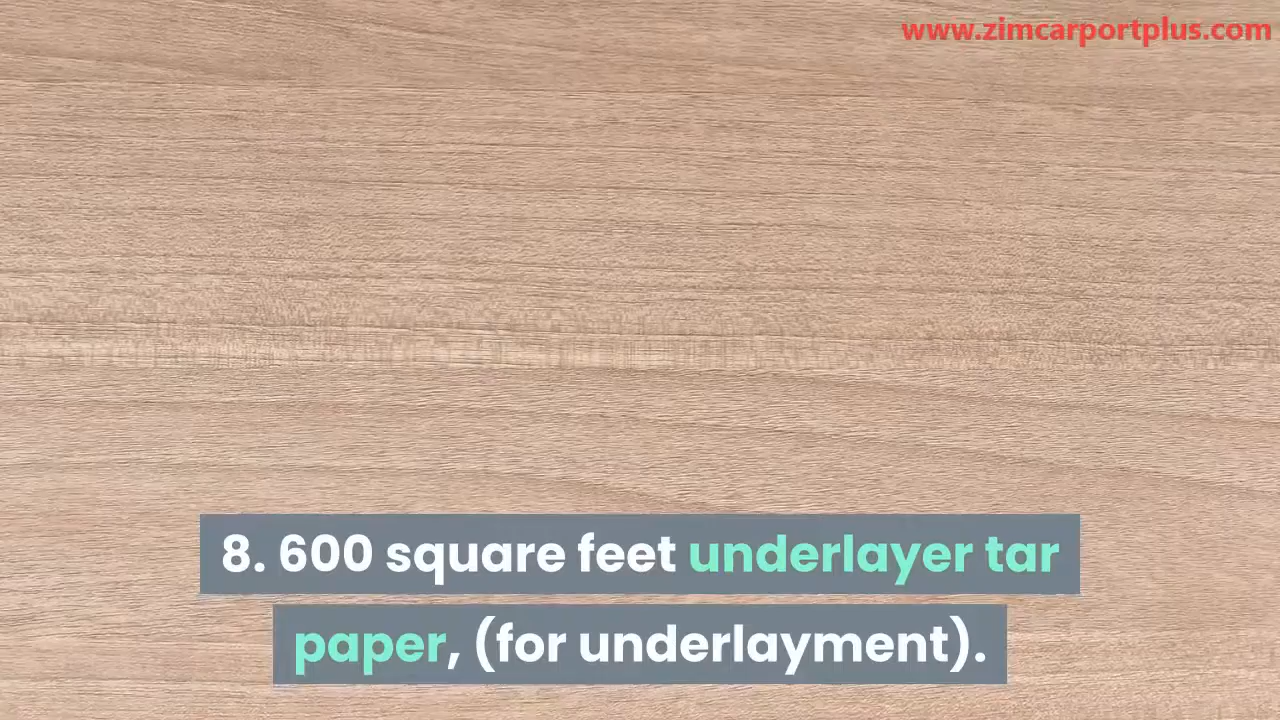 www.zimcarportplus.com
8. 600 square feet underlayer tar
paper, (for underlayment).